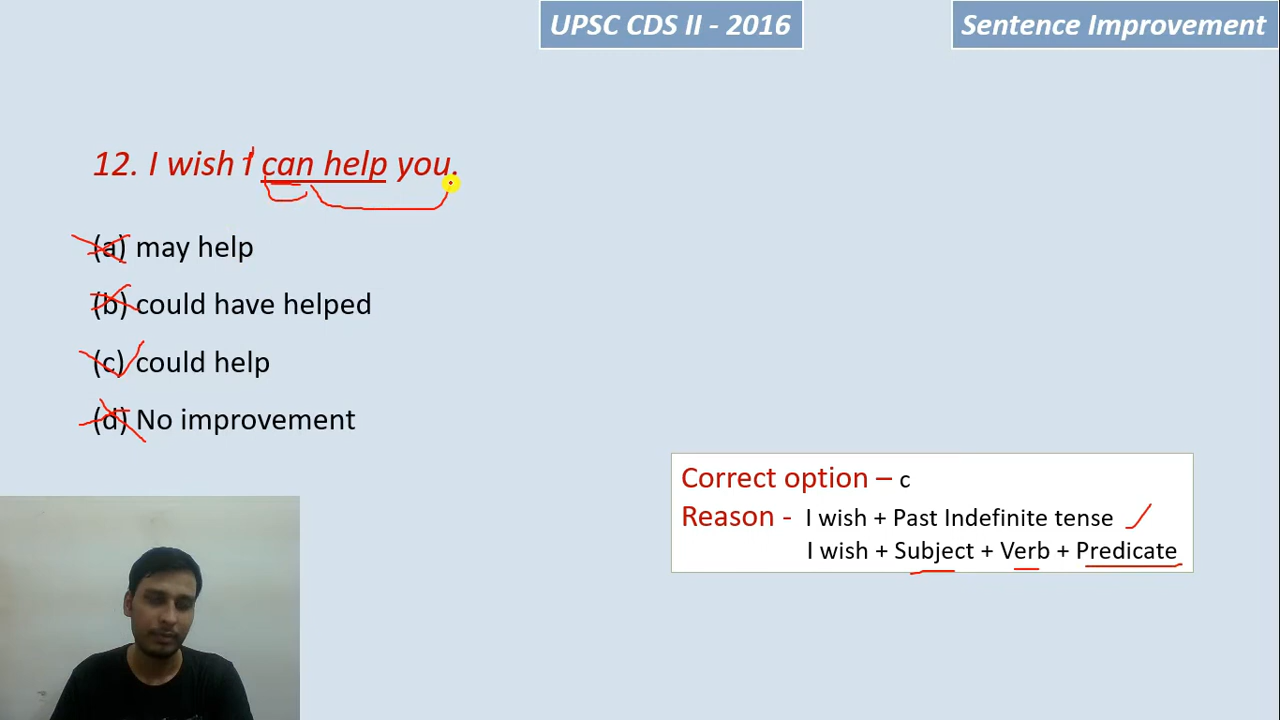 UPSC CDS II - 2016
Sentence Improvement
12. I wish I can help you.
(a) may help
(b) could have helped
(c) could help
(d) No improvement
Correct option – c
Reason - I wish + Past Indefinite tense
I wish + Subject + Verb + Predicate